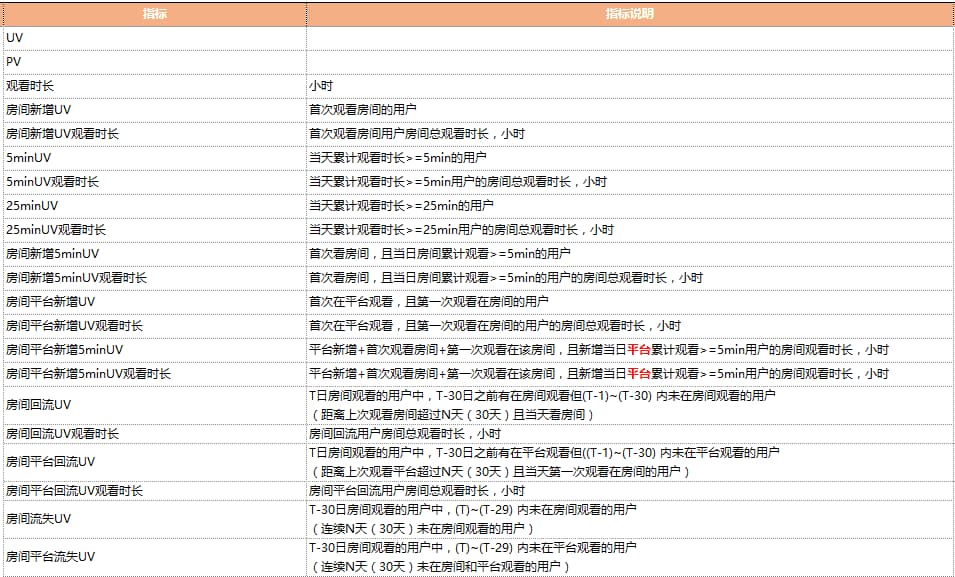 指标 指标说明
UV
PV
观看时长 小时
房间新增UV 首次观看房间的用户
房间新增UV观看时长 首次观看房间用户房间总观看时长，小时
5minUV 当天累计观看时长>=5min的用户
5minUV观看时长 当天累计观看时长>=5min用户的房间总观看时长，小时
25minUV 当天累计观看时长>=25min的用户
25minUV观看时长 当天累计观看时长>=25min用户的房间总观看时长，小时
房间新增5minUV 首次看房间，且当日房间累计观看>=5min的用户
房间新增5minUV观看时长 首次看房间，且当日房间累计观看>=5min的用户的房间总观看时长，小时
房间平台新增UV 首次在平台观看，且第一次观看在房间的用户
房间平台新增UV观看时长 首次在平台观看，且第一次观看在房间的用户的房间总观看时长，小时
房间平台新增5minUV 平台新增+首次观看房间+第一次观看在该房间，且新增当日平台累计观看>=5min用户的房间观看时长，小时
房间平台新增5minUV观看时长 平台新增+首次观看房间+第一次观看在该房间，且新增当日平台累计观看>=5min用户的房间观看时长，小时
房间回流UV T日房间观看的用户中，T-30日之前有在房间观看但(T-1)~(T-30) 内未在房间观看的用户
（距离上次观看房间超过N天（30天）且当天看房间）
房间回流UV观看时长 房间回流用户房间总观看时长，小时
房间平台回流UV T日房间观看的用户中，T-30日之前有在平台观看但((T-1)~(T-30) 内未在平台观看的用户
（距离上次观看平台超过N天（30天）且当天第一次观看在房间的用户）
房间平台回流UV观看时长 房间平台回流用户房间总观看时长，小时
房间流失UV T-30日房间观看的用户中，(T)~(T-29) 内未在房间观看的用户
（连续N天（30天）未在房间观看的用户）
房间平台流失UV T-30日房间观看的用户中，(T)~(T-29) 内未在平台观看的用户
（连续N天（30天）未在房间和平台观看的用户）